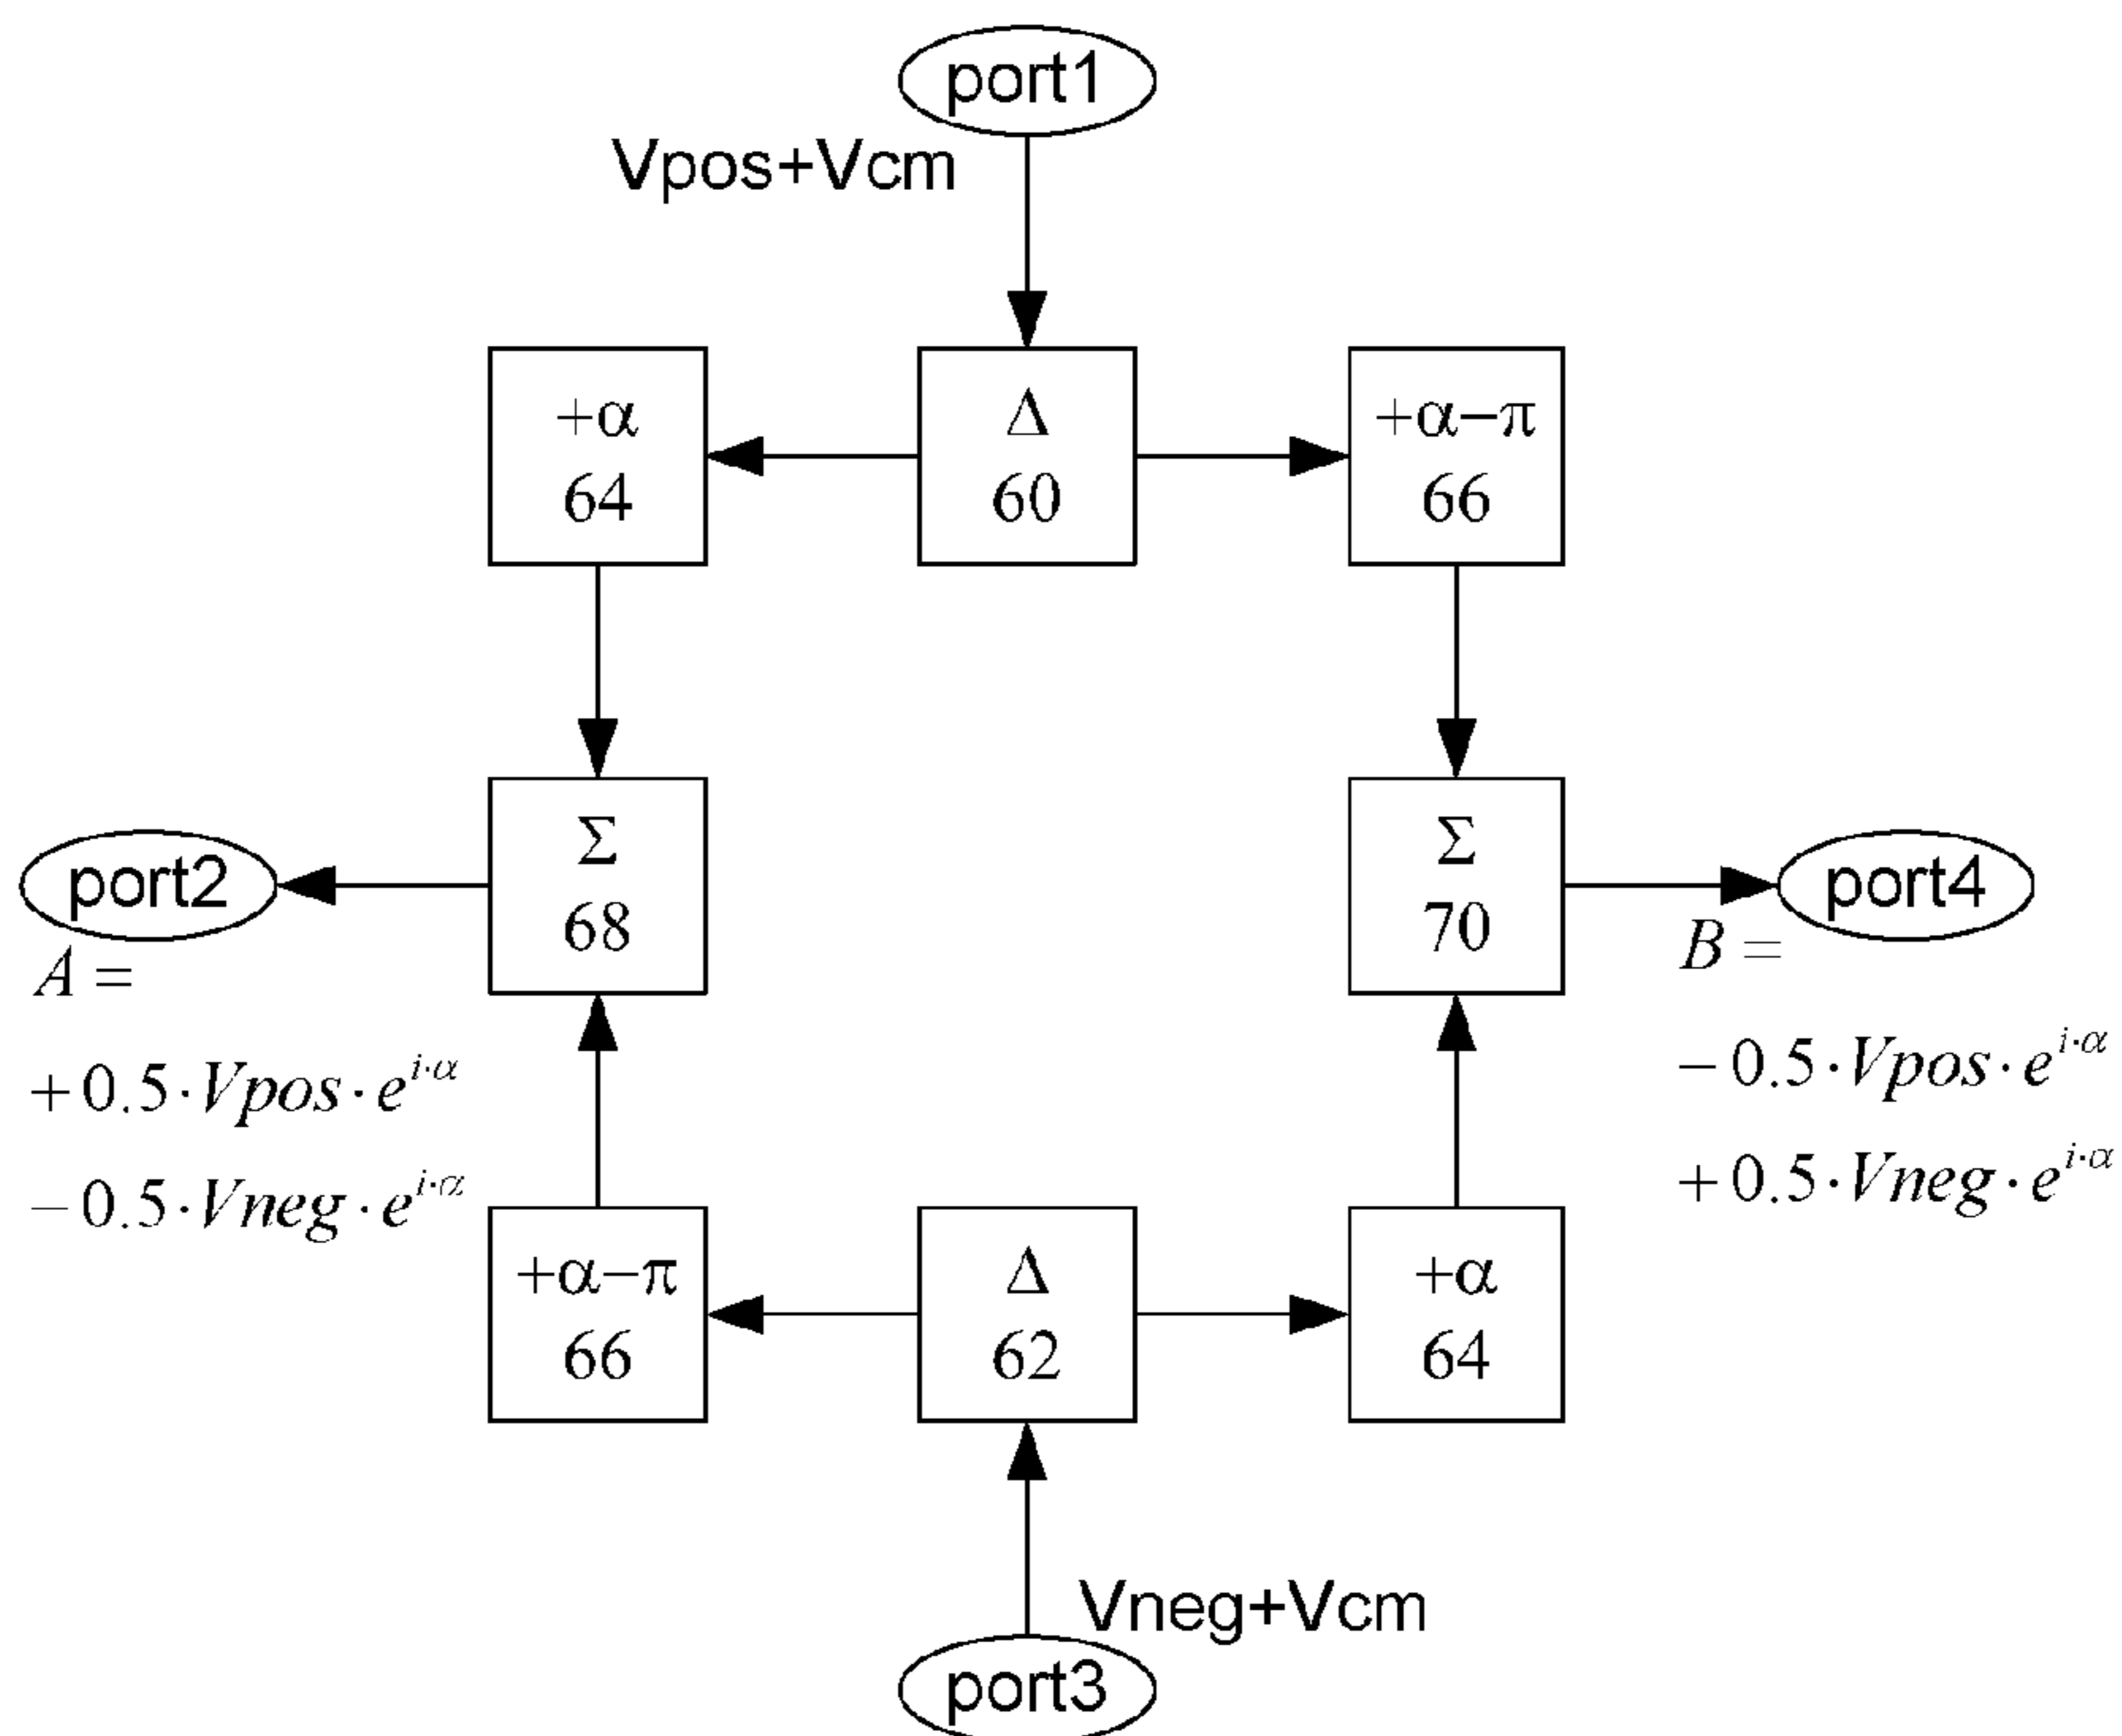 port1
Vpos+Vcm
+α
64
Δ
60
+α−π
66
port2
Σ
68
Σ
70
port4
A =
+ 0.5 · Vpos · e^{i·α}
− 0.5 · Vneg · e^{i·α}
B =
− 0.5 · Vpos · e^{i·α}
+ 0.5 · Vneg · e^{i·α}
+α−π
66
Δ
62
+α
64
Vneg+Vcm
port3